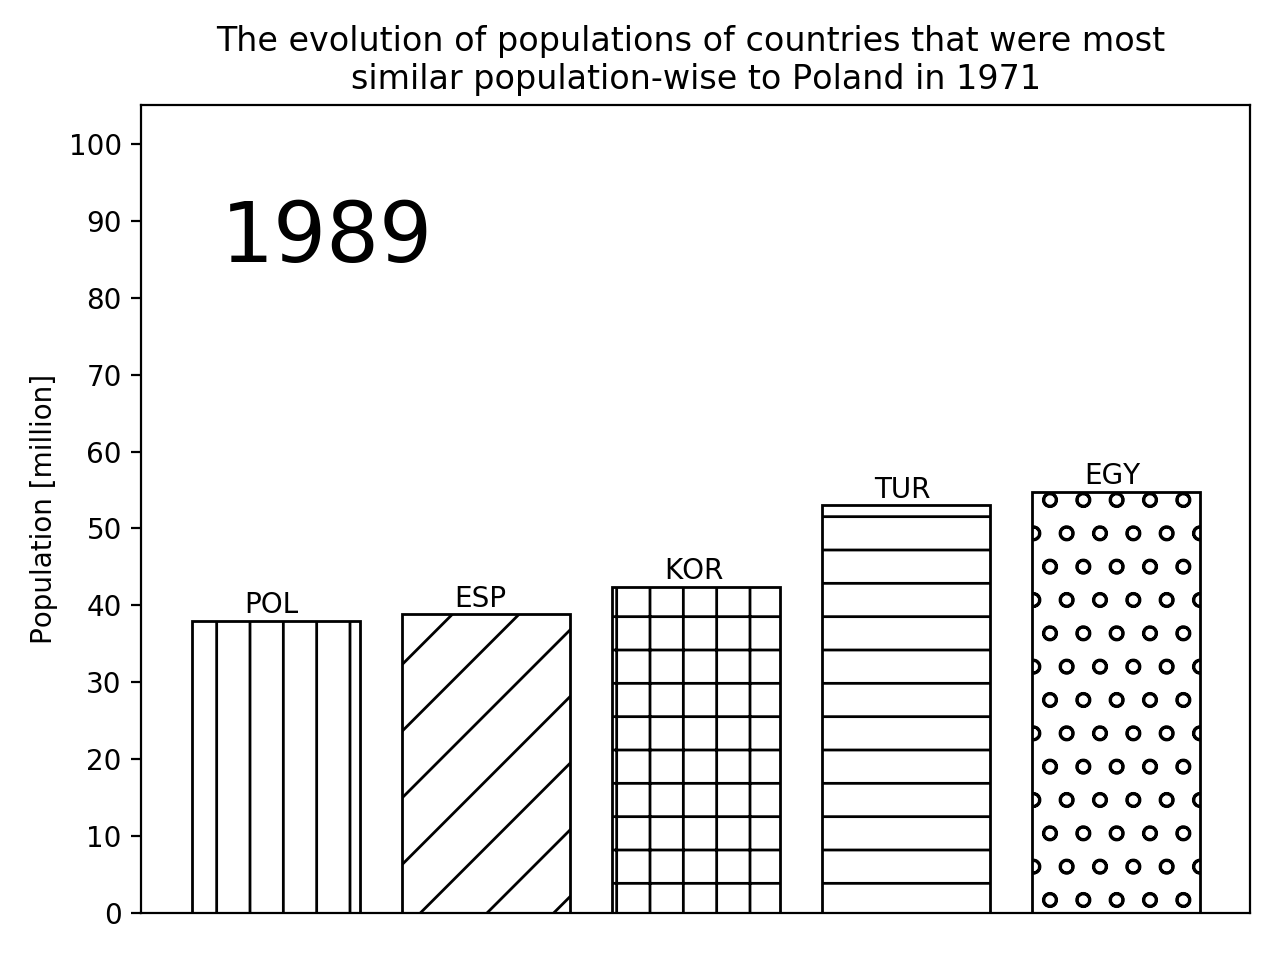 The evolution of populations of countries that were most
similar population-wise to Poland in 1971
Population [million]
100
90
80
70
60
50
40
30
20
10
0
1989
POL
ESP
KOR
TUR
EGY